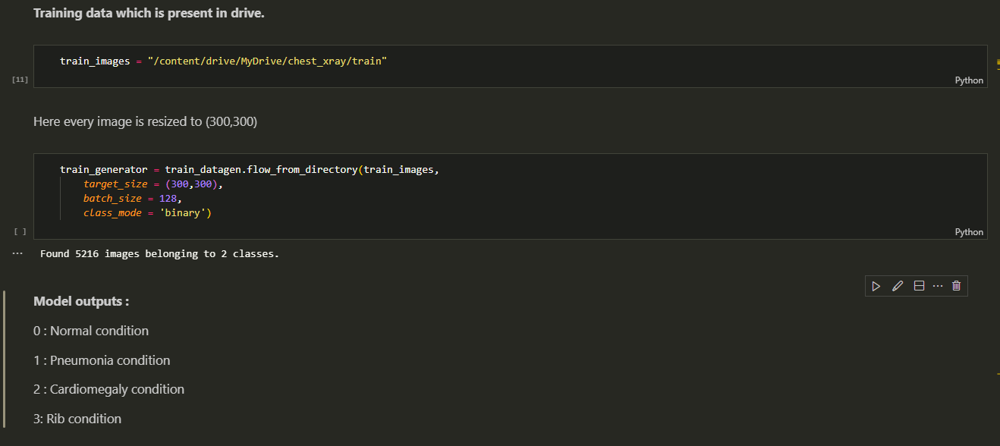 Training data which is present in drive.
train_images = "/content/drive/MyDrive/chest_xray/train"
[11]
Python
Here every image is resized to (300,300)
train_generator = train_datagen.flow_from_directory(train_images,
target_size = (300,300),
batch_size = 128,
class_mode = 'binary')
[ ]
Python
... Found 5216 images belonging to 2 classes.
Model outputs :
0 : Normal condition
1 : Pneumonia condition
2 : Cardiomegaly condition
3: Rib condition